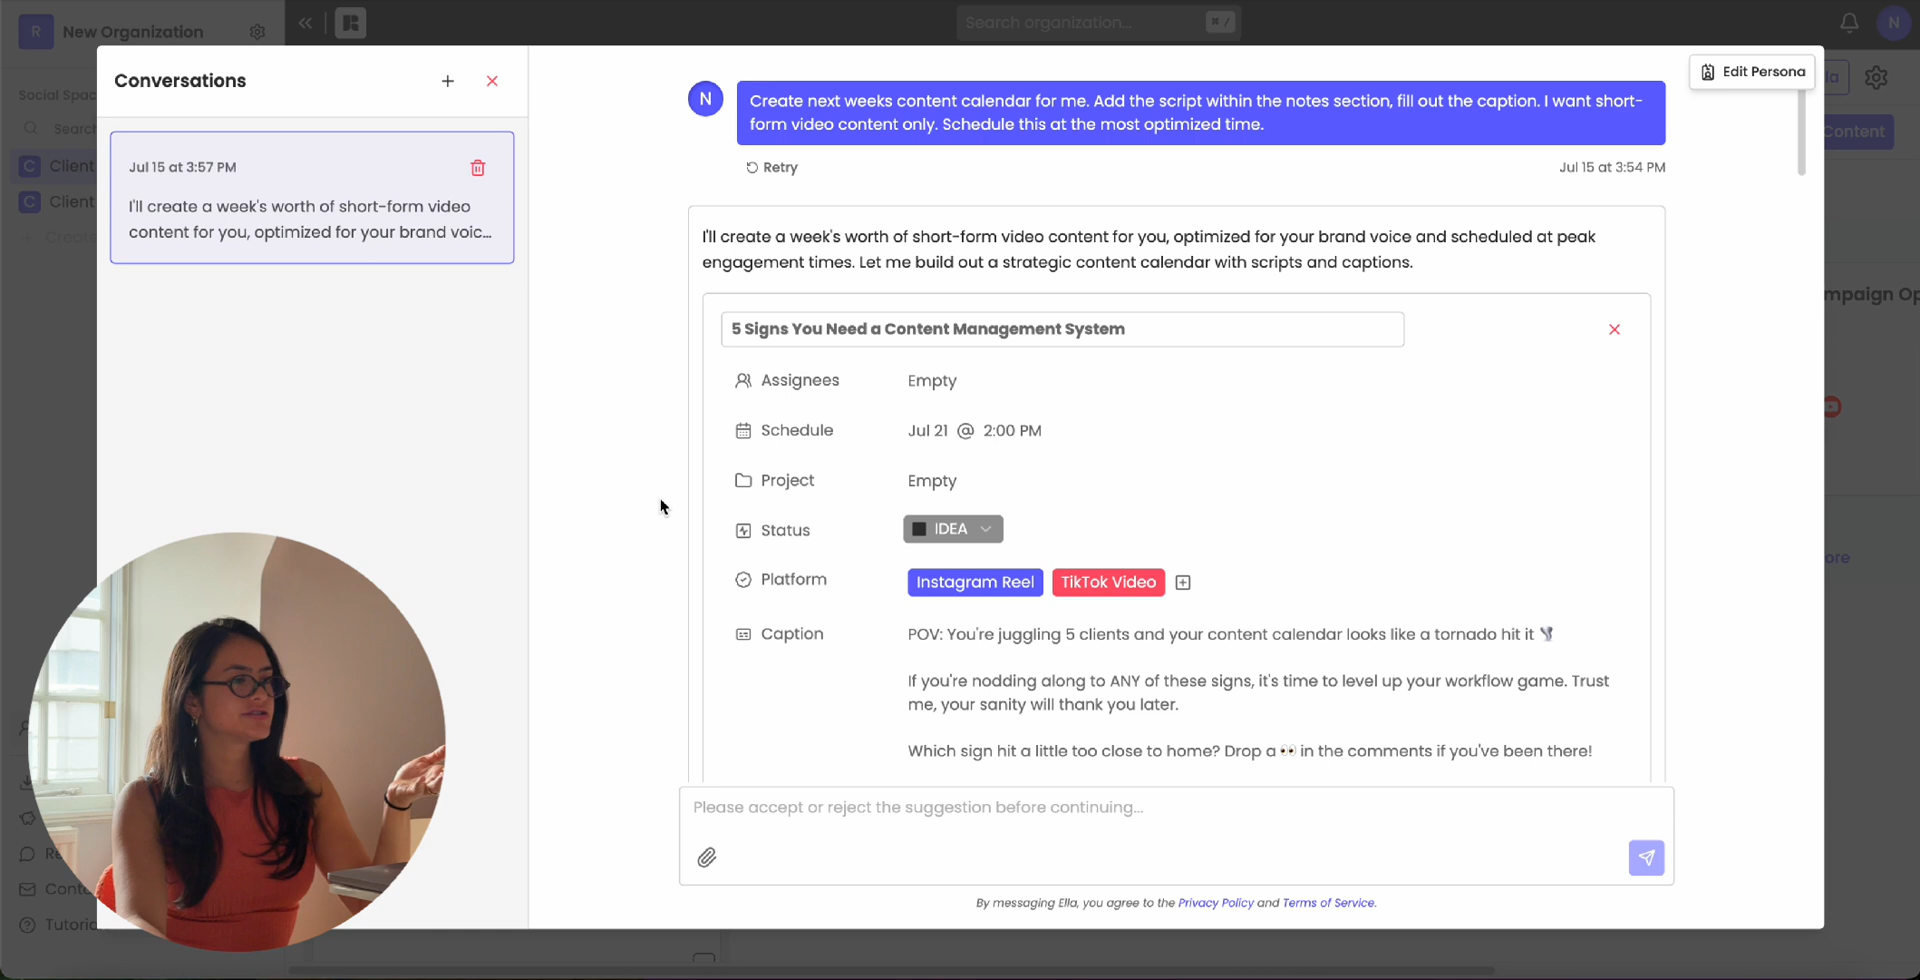 R New Organization
Search organization...
⌘ /
N
Social Spac
Search
C Client
C Client
+ Create
Conversations
Jul 15 at 3:57 PM
I'll create a week's worth of short-form video
content for you, optimized for your brand voic...
Edit Persona
Content
mpaign Op
ore
N
Create next weeks content calendar for me. Add the script within the notes section, fill out the caption. I want short-
form video content only. Schedule this at the most optimized time.
Retry
Jul 15 at 3:54 PM
I'll create a week's worth of short-form video content for you, optimized for your brand voice and scheduled at peak
engagement times. Let me build out a strategic content calendar with scripts and captions.
5 Signs You Need a Content Management System
Assignees Empty
Schedule Jul 21 @ 2:00 PM
Project Empty
Status IDEA
Platform Instagram Reel TikTok Video
Caption POV: You're juggling 5 clients and your content calendar looks like a tornado hit it 🌪️
If you're nodding along to ANY of these signs, it's time to level up your workflow game. Trust
me, your sanity will thank you later.
Which sign hit a little too close to home? Drop a 👀 in the comments if you've been there!
Please accept or reject the suggestion before continuing...
By messaging Ella, you agree to the Privacy Policy and Terms of Service.
Conta
Tutoria